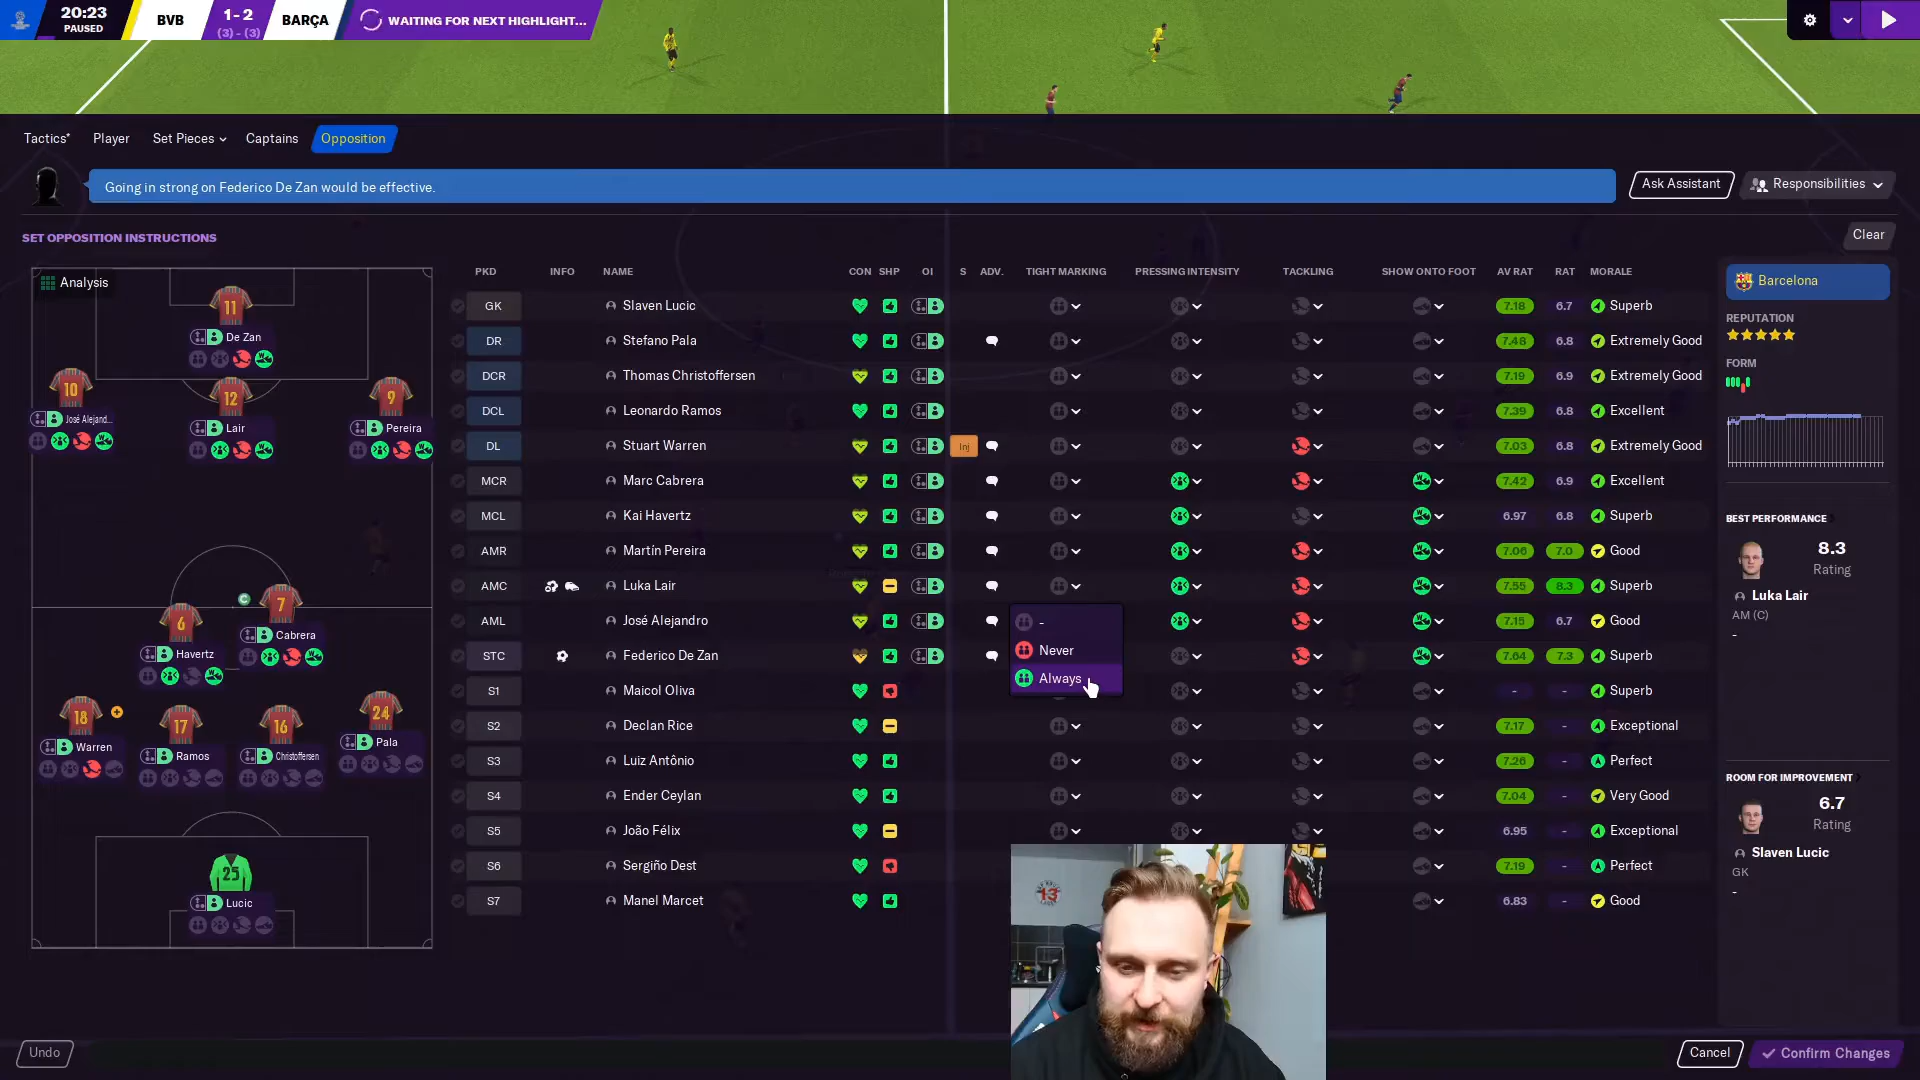 20:23
PAUSED
BVB
1 - 2
(3) - (3)
BARÇA
WAITING FOR NEXT HIGHLIGHT...
Tactics*
Player
Set Pieces
Captains
Opposition
Going in strong on Federico De Zan would be effective.
Ask Assistant
Responsibilities
SET OPPOSITION INSTRUCTIONS
Clear
Analysis
11
De Zan
10
José Alejand...
12
Lair
9
Pereira
6
Havertz
C
7
Cabrera
18
Warren
17
Ramos
16
Christoffersen
24
Pala
25
Lucic
PKD INFO NAME CON SHP OI S ADV. TIGHT MARKING PRESSING INTENSITY TACKLING SHOW ONTO FOOT AV RAT RAT MORALE
GK Slaven Lucic 7.18 6.7 Superb
DR Stefano Pala 7.48 6.8 Extremely Good
DCR Thomas Christoffersen 7.19 6.9 Extremely Good
DCL Leonardo Ramos 7.39 6.8 Excellent
DL Stuart Warren Inj 7.03 6.8 Extremely Good
MCR Marc Cabrera 7.42 6.9 Excellent
MCL Kai Havertz 6.97 6.8 Superb
AMR Martín Pereira 7.06 7.0 Good
AMC Luka Lair 7.55 8.3 Superb
AML José Alejandro 7.15 6.7 Good
STC Federico De Zan 7.64 7.3 Superb
S1 Maicol Oliva - - Superb
S2 Declan Rice 7.17 - Exceptional
S3 Luiz Antônio 7.26 - Perfect
S4 Ender Ceylan 7.04 - Very Good
S5 João Félix 6.95 - Exceptional
S6 Sergiño Dest 7.19 - Perfect
S7 Manel Marcet 6.83 - Good
-
Never
Always
Barcelona
REPUTATION
FORM
BEST PERFORMANCE
8.3
Rating
Luka Lair
AM (C)
-
ROOM FOR IMPROVEMENT
6.7
Rating
Slaven Lucic
GK
-
13
Undo
Cancel
Confirm Changes